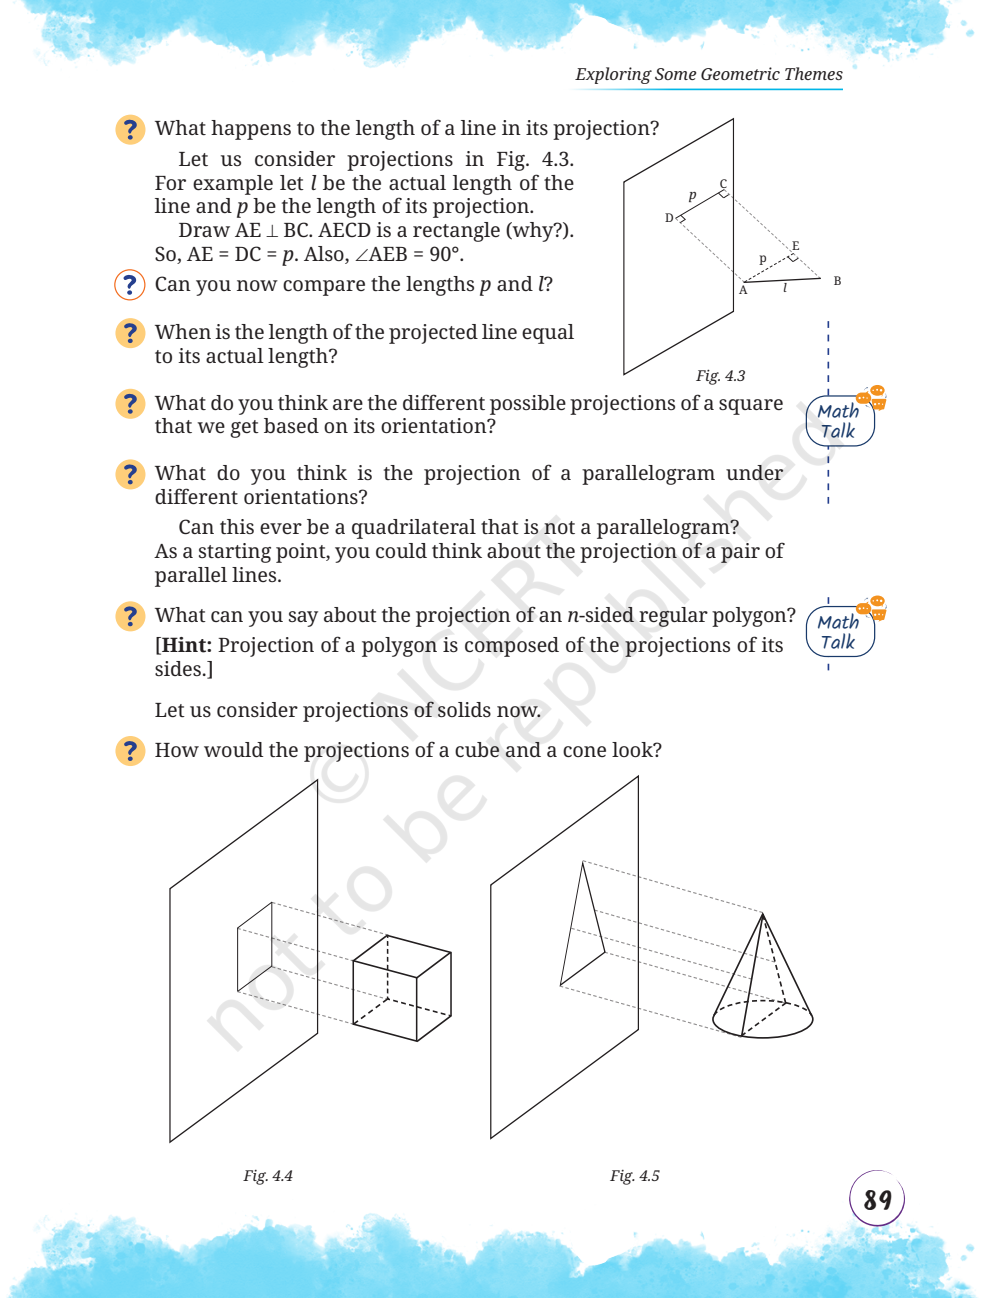 Exploring Some Geometric Themes
What happens to the length of a line in its projection?
Let us consider projections in Fig. 4.3.
For example let l be the actual length of the
line and p be the length of its projection.
Draw AE ⊥ BC. AECD is a rectangle (why?).
So, AE = DC = p. Also, ∠AEB = 90°.
Can you now compare the lengths p and l?
When is the length of the projected line equal
to its actual length?
C
p
D
E
p
A
l
B
Fig. 4.3
What do you think are the different possible projections of a square
that we get based on its orientation?
Math
Talk
What do you think is the projection of a parallelogram under
different orientations?
Can this ever be a quadrilateral that is not a parallelogram?
As a starting point, you could think about the projection of a pair of
parallel lines.
What can you say about the projection of an n-sided regular polygon?
[Hint: Projection of a polygon is composed of the projections of its
sides.]
Math
Talk
Let us consider projections of solids now.
How would the projections of a cube and a cone look?
Fig. 4.4
Fig. 4.5
89
© NCERT
not to be republished